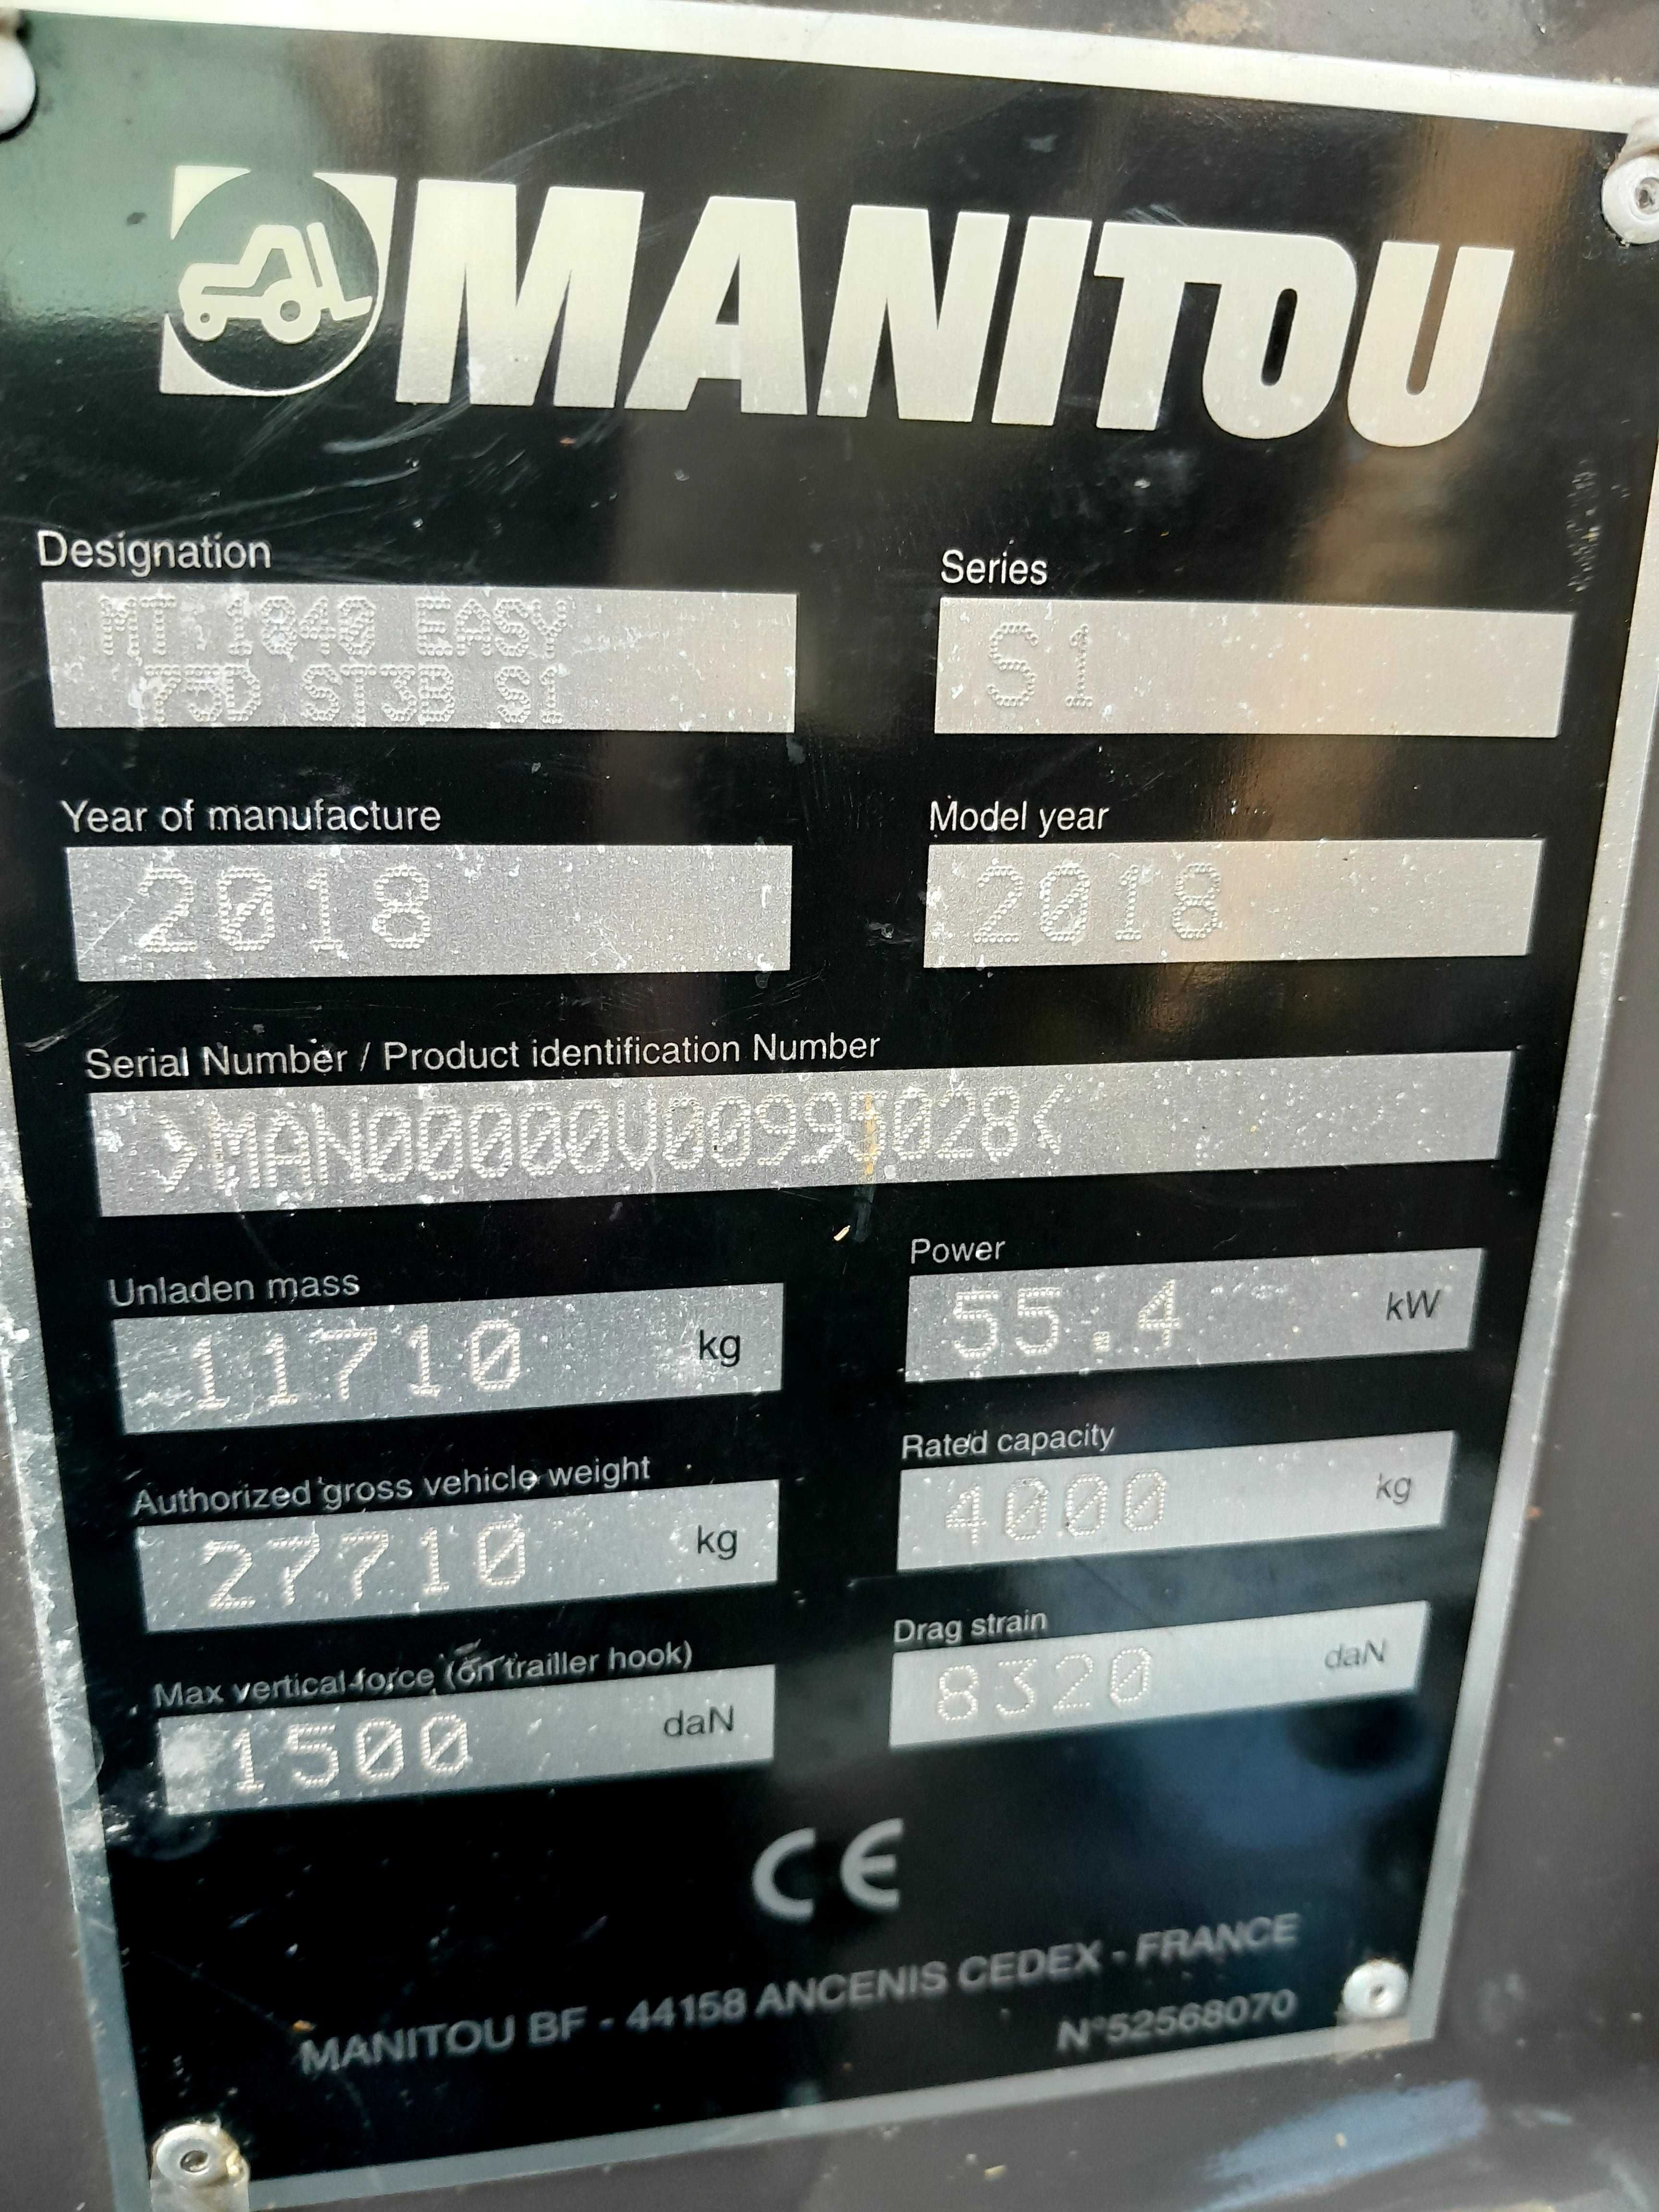 MANITOU
Designation
MT 1040 EASY
75D ST3B S1
Series
S1
Year of manufacture
2018
Model year
2018
Serial Number / Product identification Number
Unladen mass
11710 kg
Power
55.4 kW
Authorized gross vehicle weight
27710 kg
Rated capacity
4000 kg
Max vertical force (on trailler hook)
1500 daN
Drag strain
8320 daN
CE
MANITOU BF - 44158 ANCENIS CEDEX - FRANCE
N°52568070